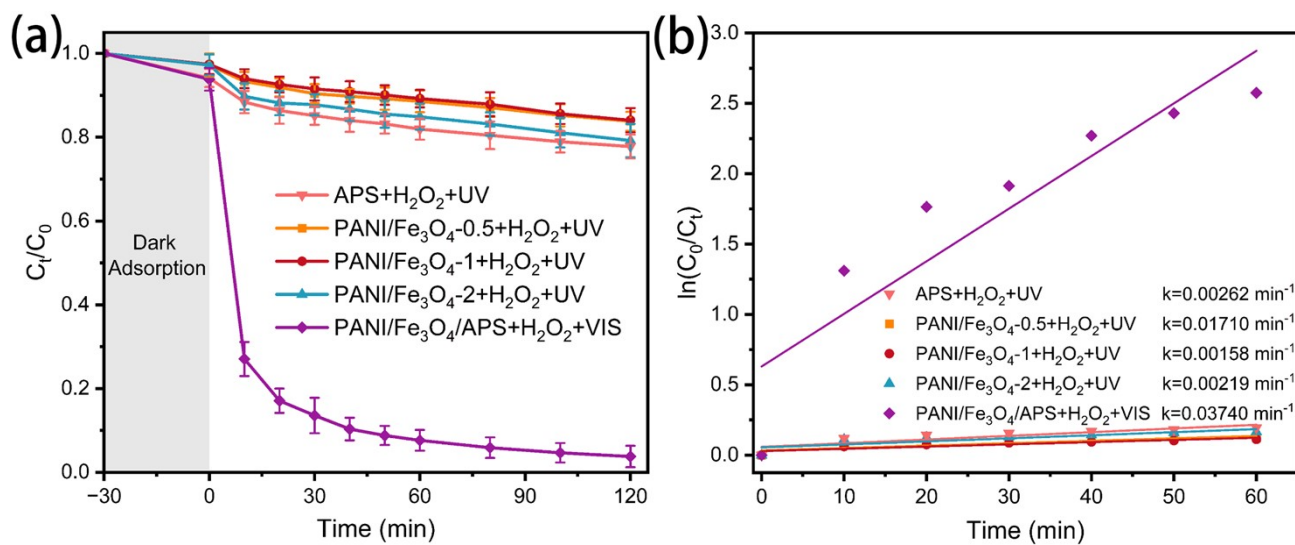 (a)
1.0
0.8
0.6
0.4
0.2
0.0
Cₜ/C₀
Dark
Adsorption
APS+H₂O₂+UV
PANI/Fe₃O₄-0.5+H₂O₂+UV
PANI/Fe₃O₄-1+H₂O₂+UV
PANI/Fe₃O₄-2+H₂O₂+UV
PANI/Fe₃O₄/APS+H₂O₂+VIS
−30 0 30 60 90 120
Time (min)
(b)
3.0
2.5
2.0
1.5
1.0
0.5
0.0
ln(C₀/Cₜ)
APS+H₂O₂+UV k=0.00262 min⁻¹
PANI/Fe₃O₄-0.5+H₂O₂+UV k=0.01710 min⁻¹
PANI/Fe₃O₄-1+H₂O₂+UV k=0.00158 min⁻¹
PANI/Fe₃O₄-2+H₂O₂+UV k=0.00219 min⁻¹
PANI/Fe₃O₄/APS+H₂O₂+VIS k=0.03740 min⁻¹
0 10 20 30 40 50 60
Time (min)